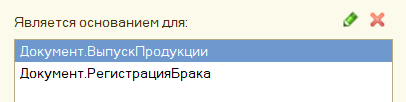 Является основанием для:
Документ.ВыпускПродукции
Документ.РегистрацияБрака